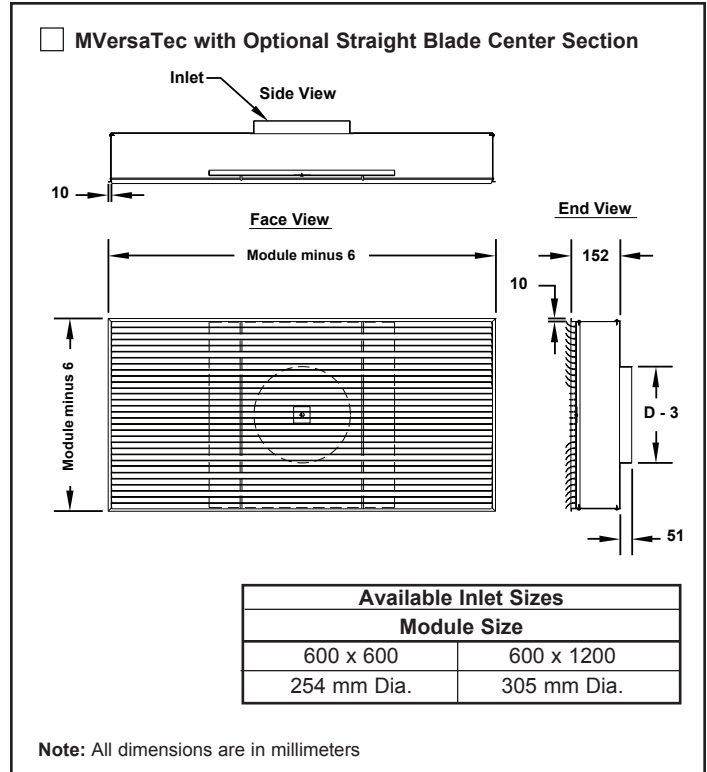 MVersaTec with Optional Straight Blade Center Section
Inlet
Side View
10
Face View
End View
Module minus 6
152
10
Module minus 6
D - 3
51
Available Inlet Sizes
Module Size
600 x 600 600 x 1200
254 mm Dia. 305 mm Dia.
Note: All dimensions are in millimeters